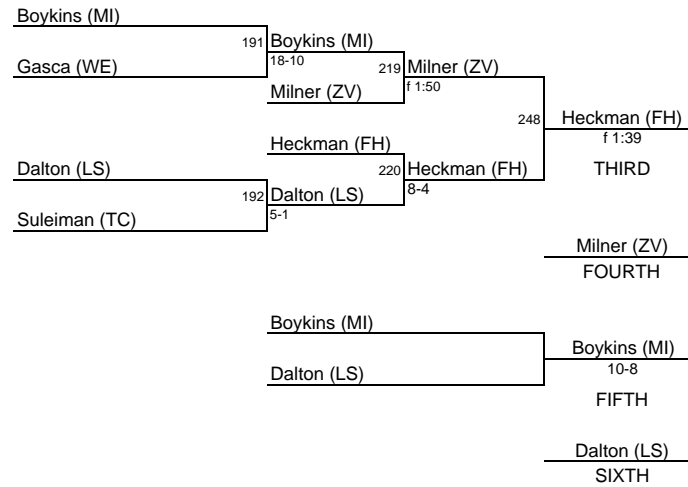 Boykins (MI)
191
Boykins (MI)
18-10
219
Milner (ZV)
f 1:50
Gasca (WE)
Milner (ZV)
248
Heckman (FH)
f 1:39
THIRD
Heckman (FH)
220
Heckman (FH)
8-4
Dalton (LS)
192
Dalton (LS)
5-1
Suleiman (TC)
Milner (ZV)
FOURTH
Boykins (MI)
Boykins (MI)
10-8
FIFTH
Dalton (LS)
Dalton (LS)
SIXTH